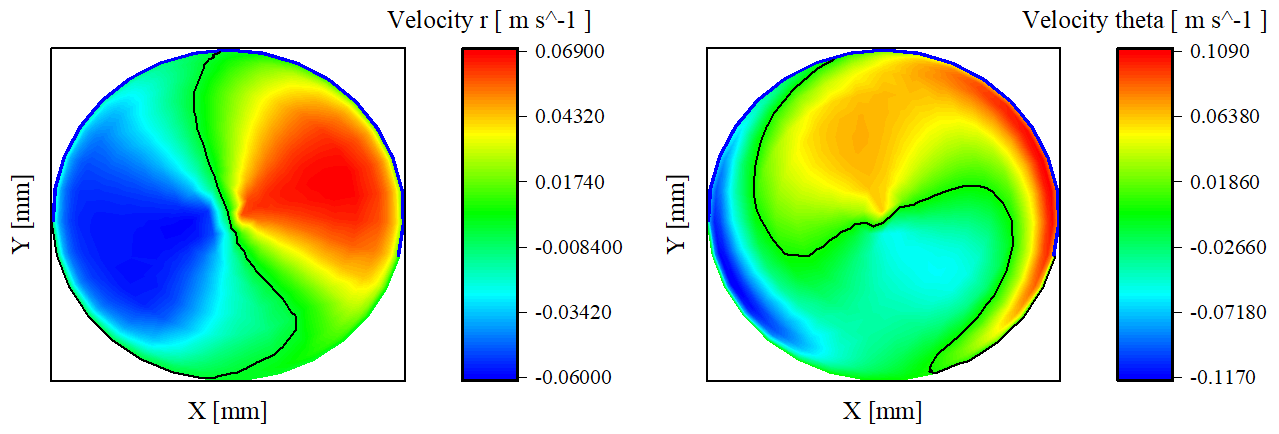 Velocity r [ m s^-1 ]
0.06900
0.04320
0.01740
-0.008400
-0.03420
-0.06000
Y [mm]
X [mm]
Velocity theta [ m s^-1 ]
0.1090
0.06380
0.01860
-0.02660
-0.07180
-0.1170
Y [mm]
X [mm]